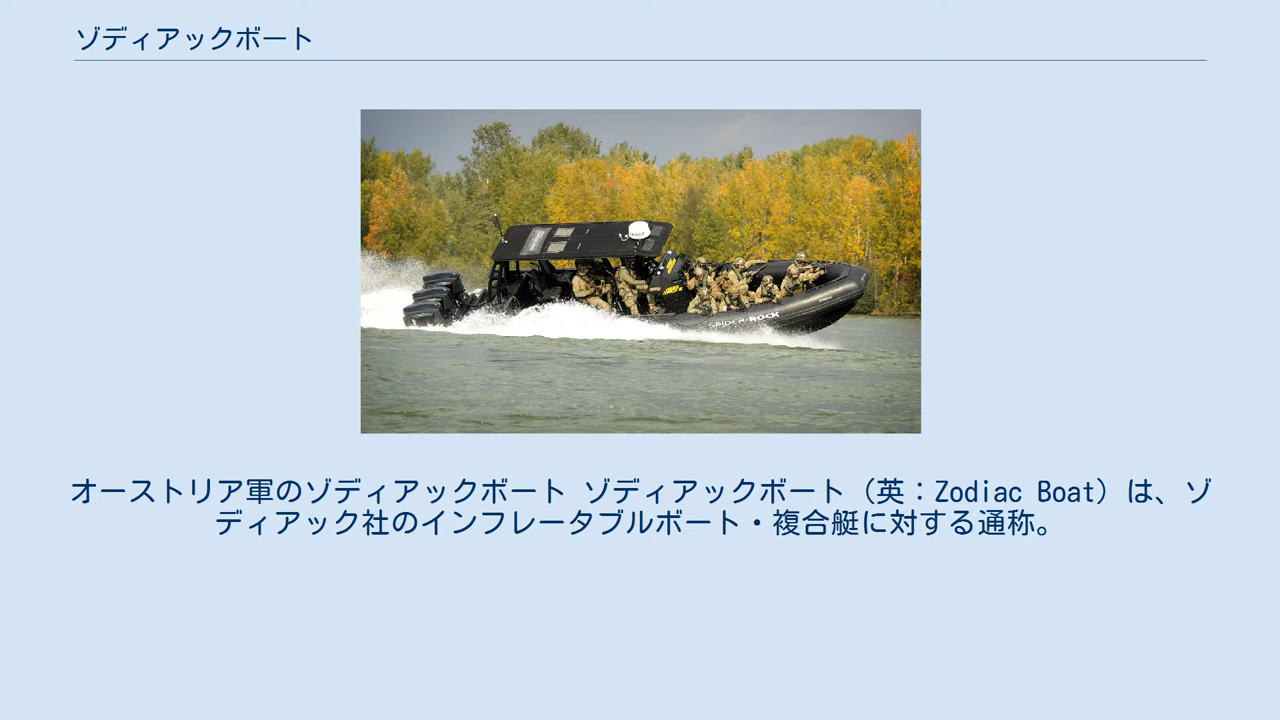 ゾディアックボート
SPIDER-ROCK
オーストリア軍のゾディアックボート ゾディアックボート（英：Zodiac Boat）は、ゾ
ディアック社のインフレータブルボート・複合艇に対する通称。